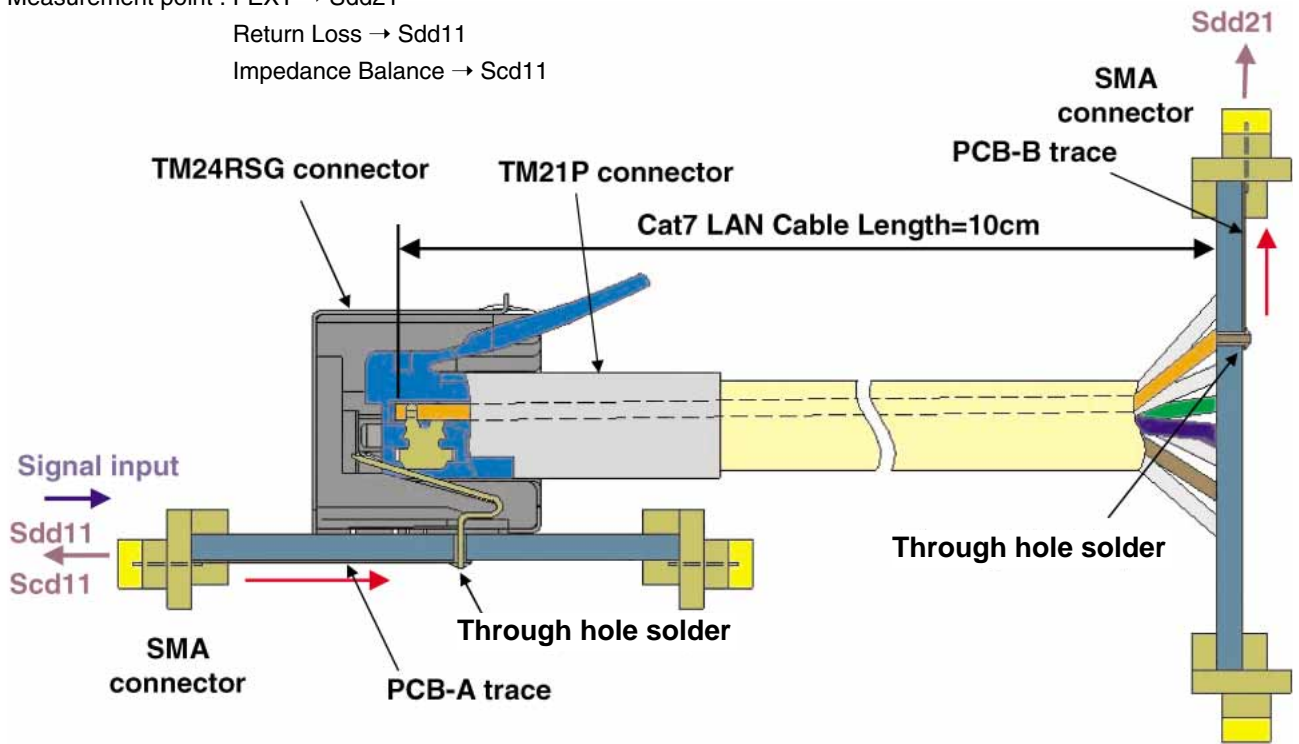 Return Loss → Sdd11
Impedance Balance → Scd11
Sdd21
SMA
connector
PCB-B trace
TM24RSG connector
TM21P connector
Cat7 LAN Cable Length=10cm
Signal input
Sdd11
Scd11
Through hole solder
Through hole solder
SMA
connector
PCB-A trace